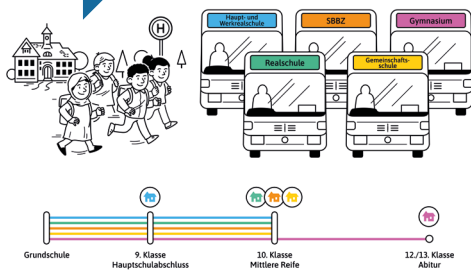 H
Haupt- und
Werkrealschule
SBBZ
Gymnasium
Realschule
Gemeinschafts-
schule
Grundschule
9. Klasse
Hauptschulabschluss
10. Klasse
Mittlere Reife
12./13. Klasse
Abitur